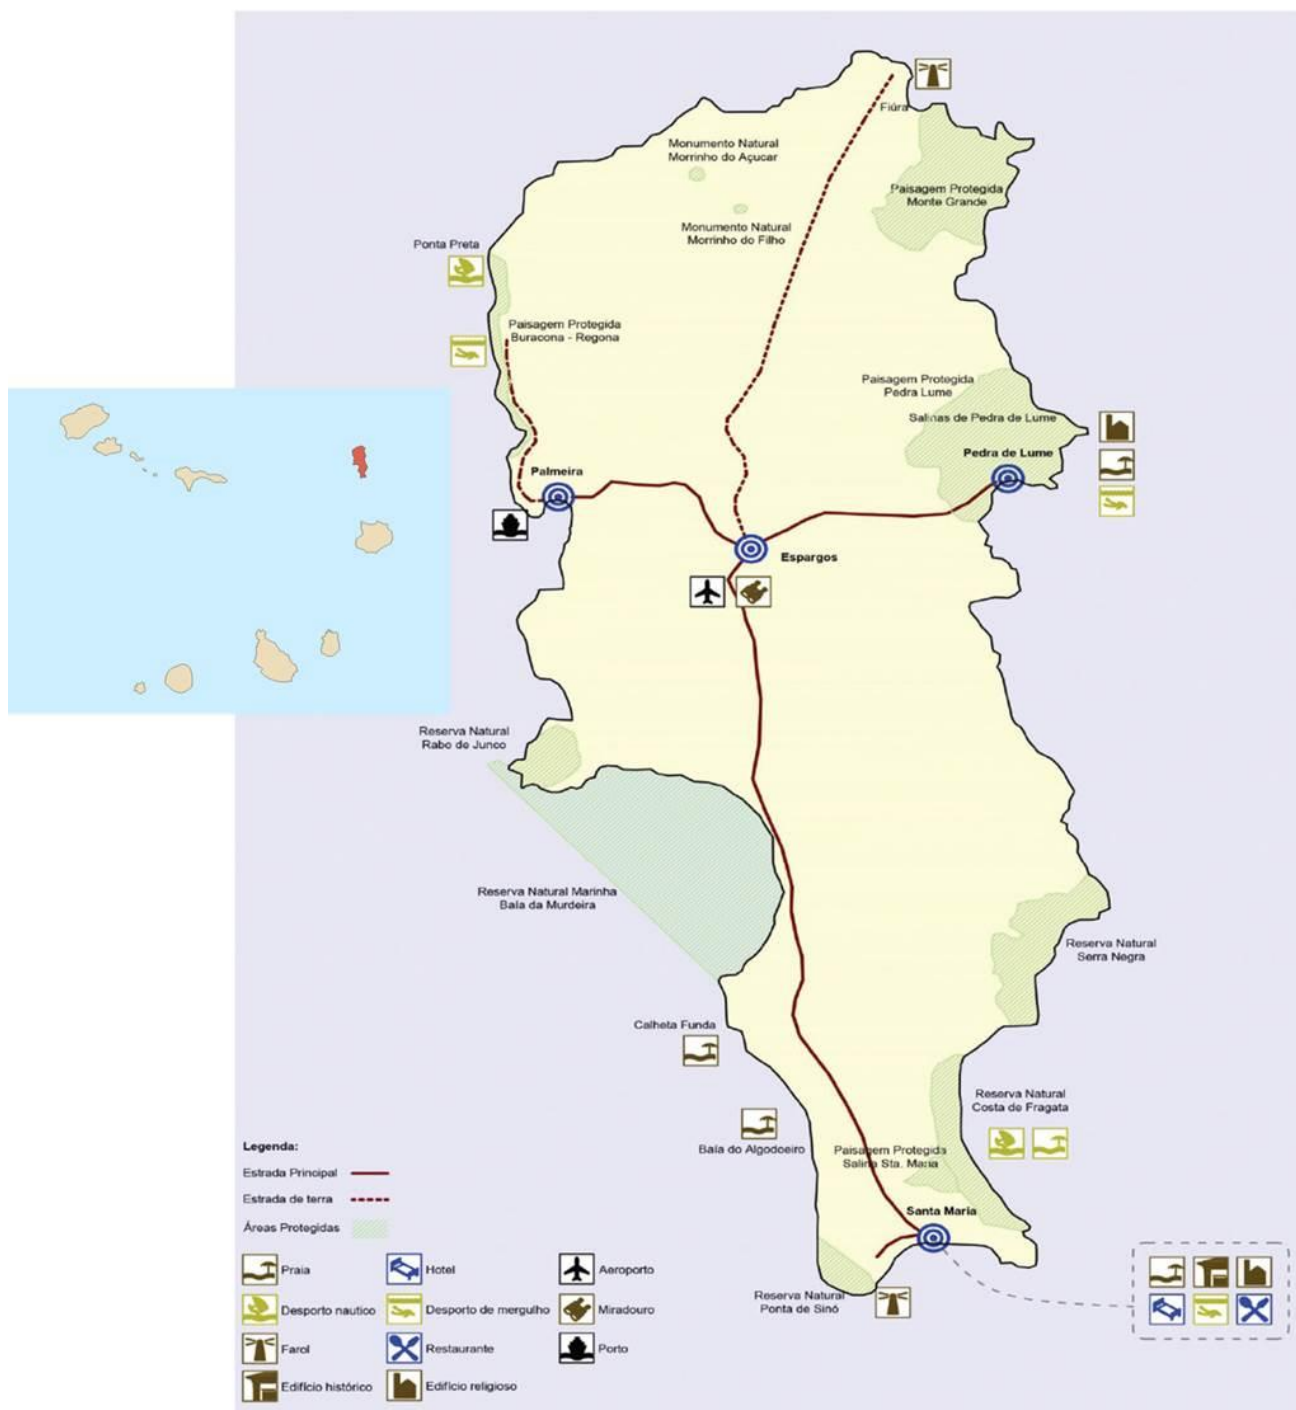 Fiúra
Monumento Natural
Morrinho do Açucar
Paisagem Protegida
Monte Grande
Monumento Natural
Morrinho do Filho
Ponta Preta
Paisagem Protegida
Buracona - Regona
Paisagem Protegida
Pedra Lume
Salinas de Pedra de Lume
Pedra de Lume
Palmeira
Espargos
Reserva Natural
Rabo de Junco
Reserva Natural Marinha
Baía da Murdeira
Reserva Natural
Serra Negra
Calheta Funda
Reserva Natural
Costa de Fragata
Baía do Algodoeiro
Paisagem Protegida
Salina Sta. Maria
Santa Maria
Reserva Natural
Ponta de Sinó
Legenda:
Estrada Principal
Estrada de terra
Áreas Protegidas
Praia
Hotel
Aeroporto
Desporto nautico
Desporto de mergulho
Miradouro
Farol
Restaurante
Porto
Edifício histórico
Edifício religioso